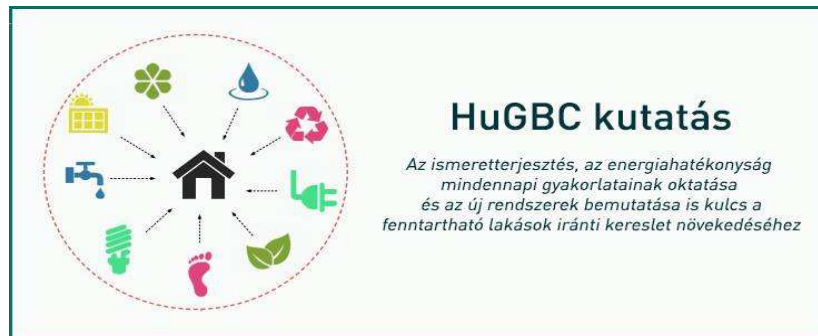 HuGBC kutatás
Az ismeretterjesztés, az energiahatékonyság
mindennapi gyakorlatainak oktatása
és az új rendszerek bemutatása is kulcs a
fenntartható lakások iránti kereslet növekedéséhez